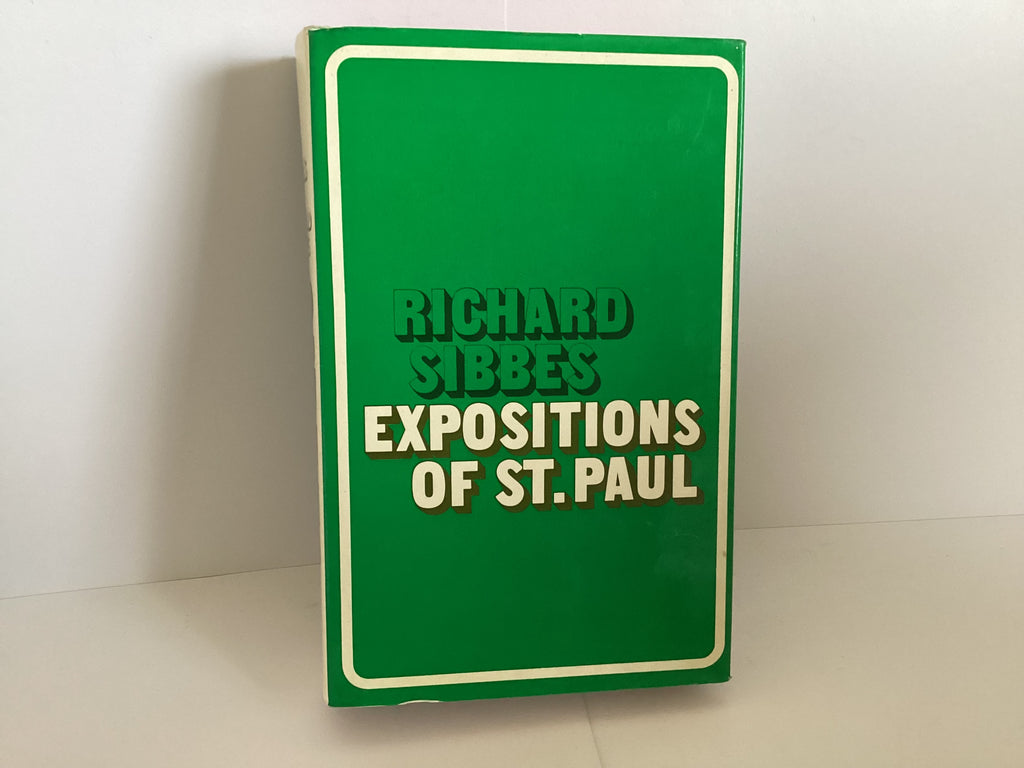 RICHARD
SIBBES
EXPOSITIONS
OF ST. PAUL